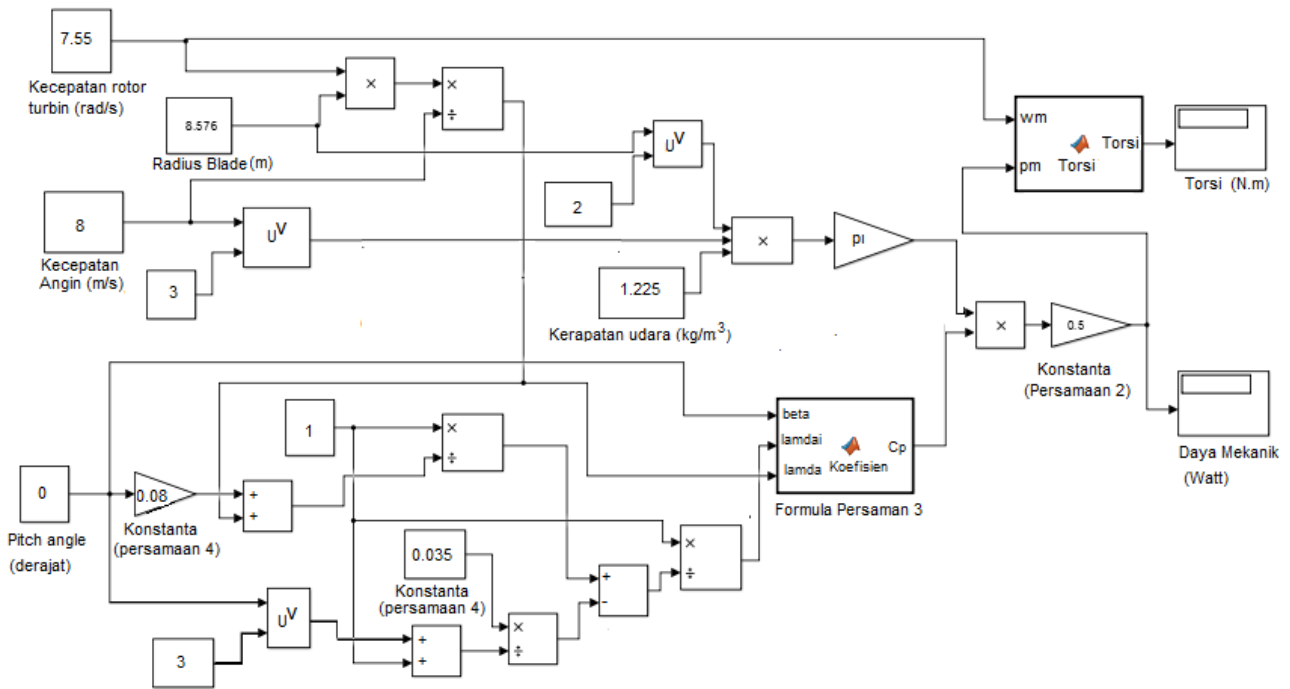 7.55
Kecepatan rotor
turbin (rad/s)
×
×
÷
8.576
Radius Blade (m)
wm
Torsi
Torsi
pm
Torsi (N.m)
u^v
2
8
Kecepatan
Angin (m/s)
u^v
3
×
pi
1.225
Kerapatan udara (kg/m³)
×
0.5
Konstanta
(Persamaan 2)
Daya Mekanik
(Watt)
beta
lamdai
lamda
Koefisien
Cp
Formula Persaman 3
1
×
÷
0
Pitch angle
(derajat)
0.08
Konstanta
(persamaan 4)
+
+
0.035
Konstanta
(persamaan 4)
×
÷
+
-
u^v
3
+
+
×
÷